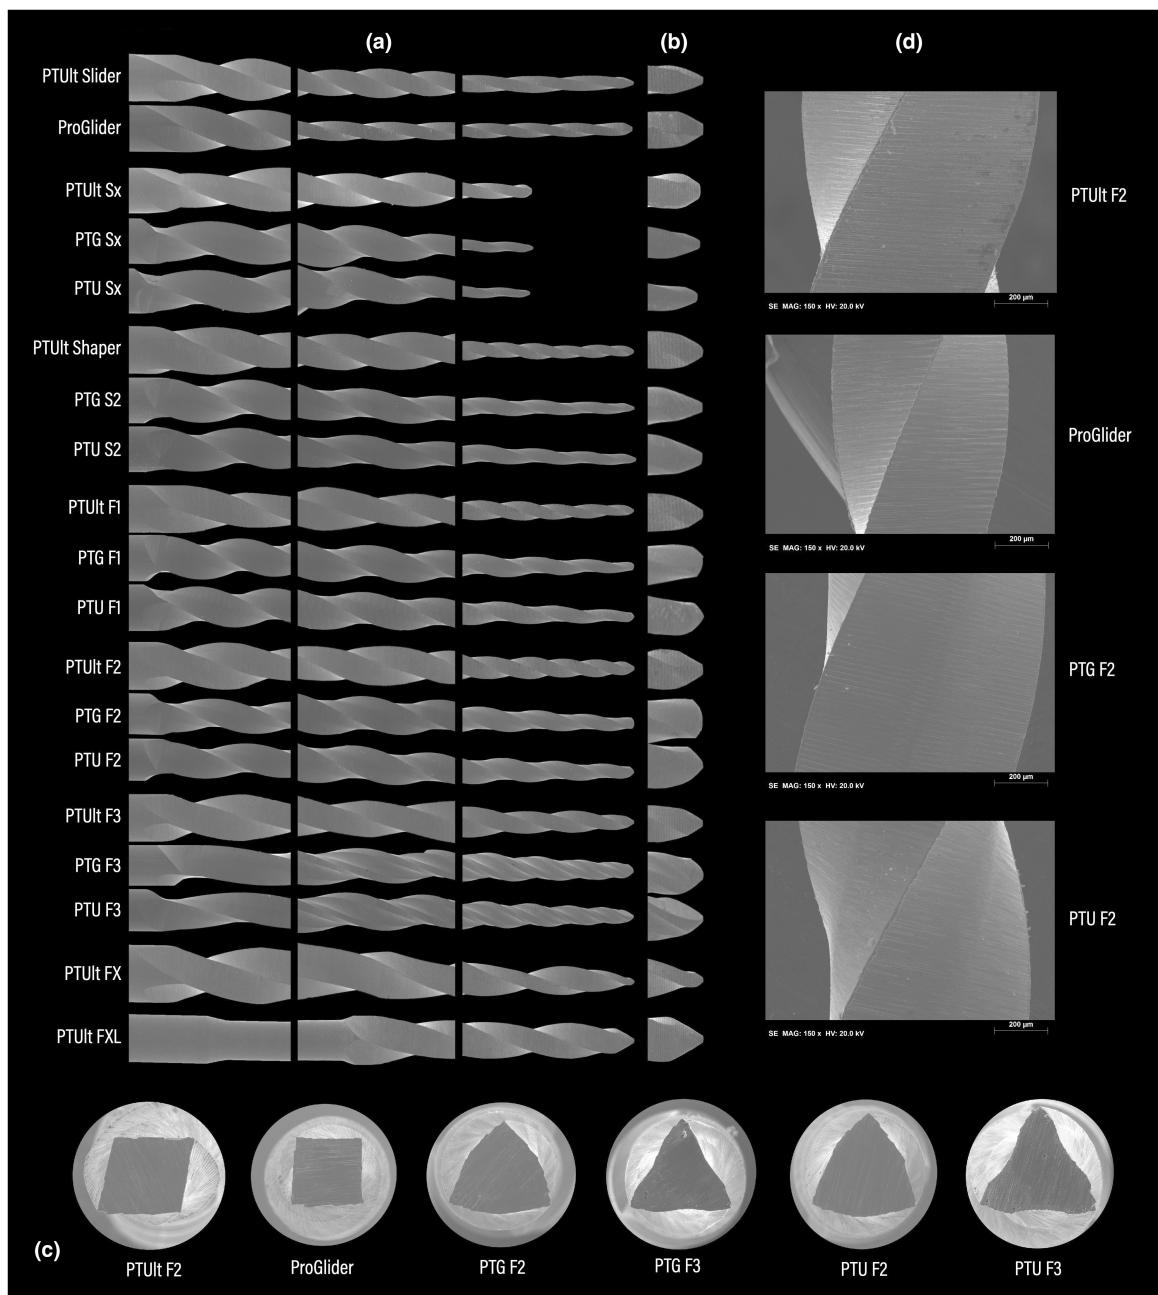 (a)
(b)
(d)
PTUlt Slider
ProGlider
PTUlt Sx
PTG Sx
PTU Sx
PTUlt Shaper
PTG S2
PTU S2
PTUlt F1
PTG F1
PTU F1
PTUlt F2
PTG F2
PTU F2
PTUlt F3
PTG F3
PTU F3
PTUlt FX
PTUlt FXL
PTUlt F2
SE MAG: 150 x HV: 20.0 kV
200 µm
ProGlider
SE MAG: 150 x HV: 20.0 kV
200 µm
PTG F2
SE MAG: 150 x HV: 20.0 kV
200 µm
PTU F2
SE MAG: 150 x HV: 20.0 kV
200 µm
(c)
PTUlt F2
ProGlider
PTG F2
PTG F3
PTU F2
PTU F3